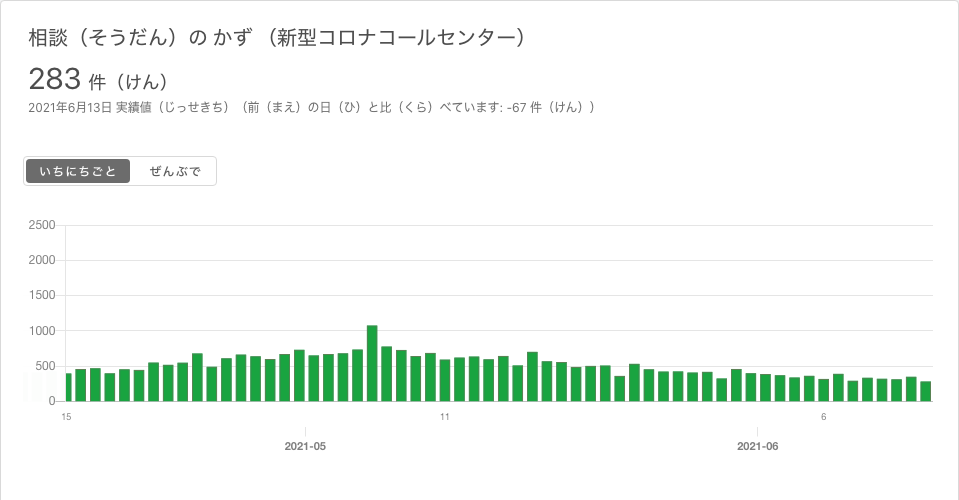 相談（そうだん）の かず （新型コロナコールセンター）
283 件（けん）
2021年6月13日 実績値（じっせきち）（前（まえ）の日（ひ）と比（くら）べています: -67 件（けん））
いちにちごと ぜんぶで
2500
2000
1500
1000
500
0
15 11 6
2021-05 2021-06